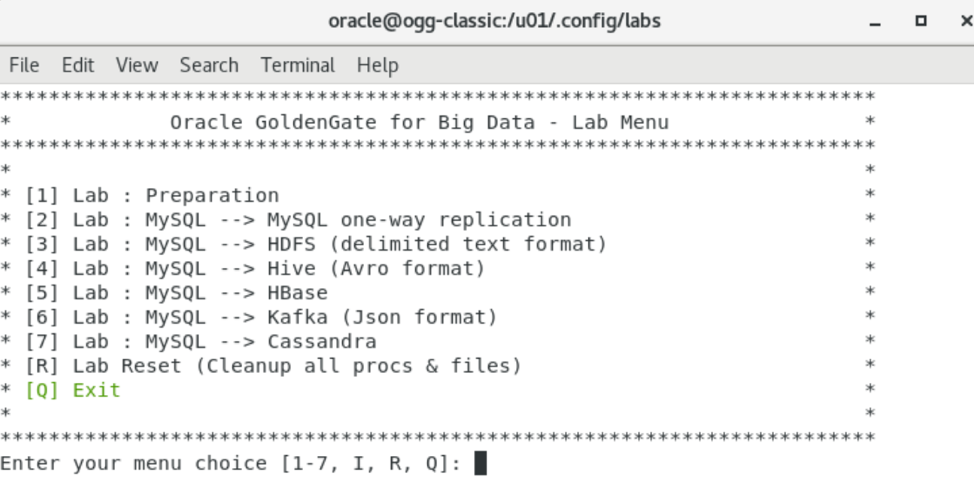 oracle@ogg-classic:/u01/.config/labs
File Edit View Search Terminal Help
************************************************************************
* Oracle GoldenGate for Big Data - Lab Menu *
************************************************************************
* *
* [1] Lab : Preparation *
* [2] Lab : MySQL --> MySQL one-way replication *
* [3] Lab : MySQL --> HDFS (delimited text format) *
* [4] Lab : MySQL --> Hive (Avro format) *
* [5] Lab : MySQL --> HBase *
* [6] Lab : MySQL --> Kafka (Json format) *
* [7] Lab : MySQL --> Cassandra *
* [R] Lab Reset (Cleanup all procs & files) *
* [Q] Exit *
* *
************************************************************************
Enter your menu choice [1-7, I, R, Q]: